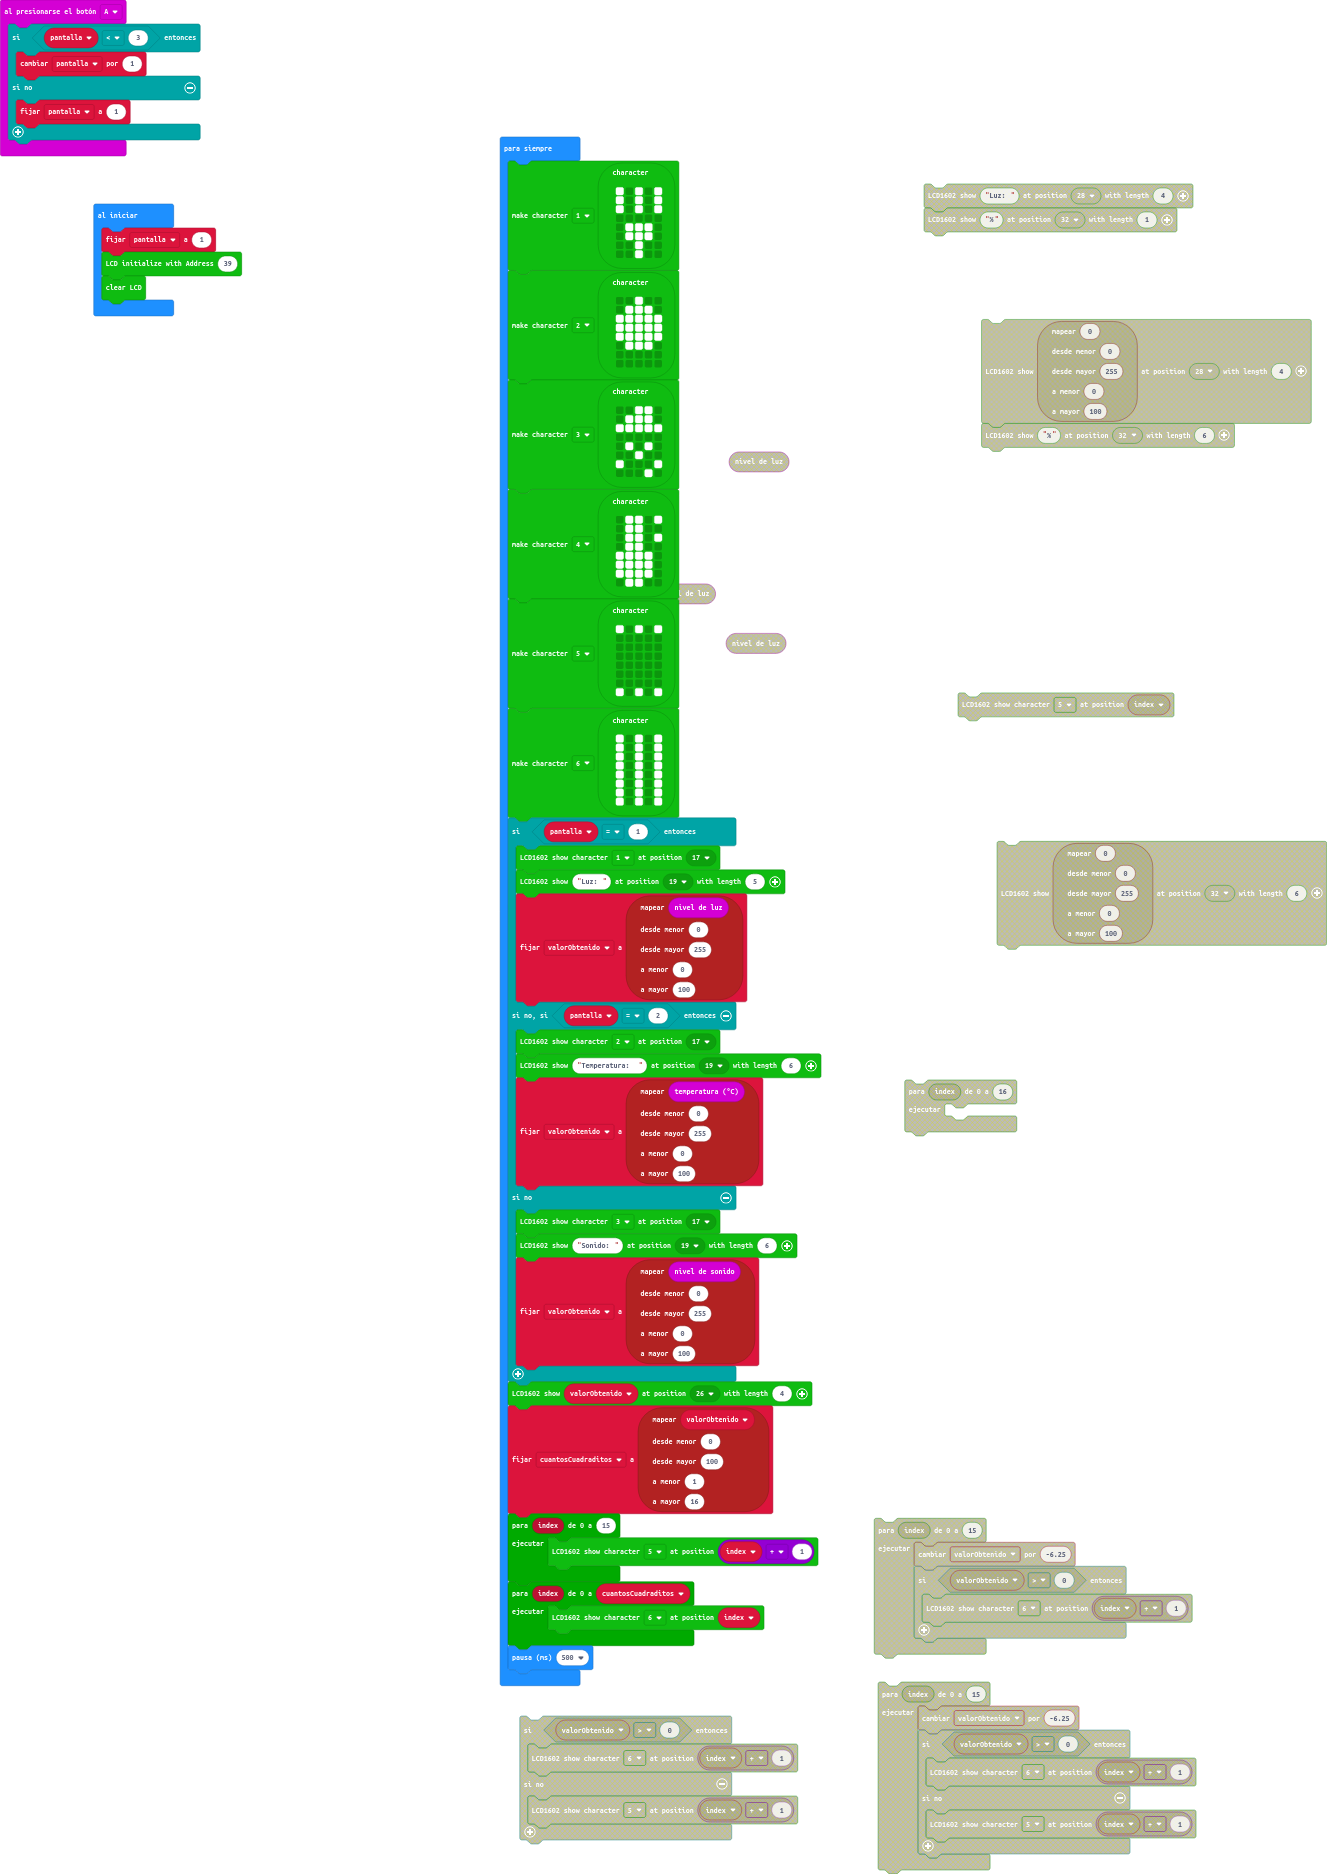 al presionarse el botón A
si pantalla < 3 entonces
cambiar pantalla por 1
si no
fijar pantalla a 1
al iniciar
fijar pantalla a 1
LCD initialize with Address 39
clear LCD
para siempre
character
make character 1
character
make character 2
character
make character 3
character
make character 4
character
make character 5
character
make character 6
si pantalla = 1 entonces
LCD1602 show character 1 at position 17
LCD1602 show "Luz: " at position 19 with length 5
mapear nivel de luz
desde menor 0
desde mayor 255
fijar valorObtenido a
a menor 0
a mayor 100
si no, si pantalla = 2 entonces
LCD1602 show character 2 at position 17
LCD1602 show "Temperatura: " at position 19 with length 6
mapear temperatura (°C)
desde menor 0
desde mayor 255
fijar valorObtenido a
a menor 0
a mayor 100
si no
LCD1602 show character 3 at position 17
LCD1602 show "Sonido: " at position 19 with length 6
mapear nivel de sonido
desde menor 0
desde mayor 255
fijar valorObtenido a
a menor 0
a mayor 100
LCD1602 show valorObtenido at position 26 with length 4
mapear valorObtenido
desde menor 0
desde mayor 100
fijar cuantosCuadraditos a
a menor 1
a mayor 16
para index de 0 a 15
ejecutar
LCD1602 show character 5 at position index + 1
para index de 0 a cuantosCuadraditos
ejecutar
LCD1602 show character 6 at position index
pausa (ms) 500
nivel de luz
de luz
nivel de luz
LCD1602 show "Luz: " at position 28 with length 4
LCD1602 show "%" at position 32 with length 1
mapear 0
desde menor 0
desde mayor 255
LCD1602 show at position 28 with length 4
a menor 0
a mayor 100
LCD1602 show "%" at position 32 with length 6
LCD1602 show character 5 at position index
mapear 0
desde menor 0
desde mayor 255
LCD1602 show at position 32 with length 6
a menor 0
a mayor 100
para index de 0 a 16
ejecutar
para index de 0 a 15
ejecutar
cambiar valorObtenido por -6.25
si valorObtenido > 0 entonces
LCD1602 show character 6 at position index + 1
para index de 0 a 15
ejecutar
cambiar valorObtenido por -6.25
si valorObtenido > 0 entonces
LCD1602 show character 6 at position index + 1
si no
LCD1602 show character 5 at position index + 1
si valorObtenido > 0 entonces
LCD1602 show character 6 at position index + 1
si no
LCD1602 show character 5 at position index + 1